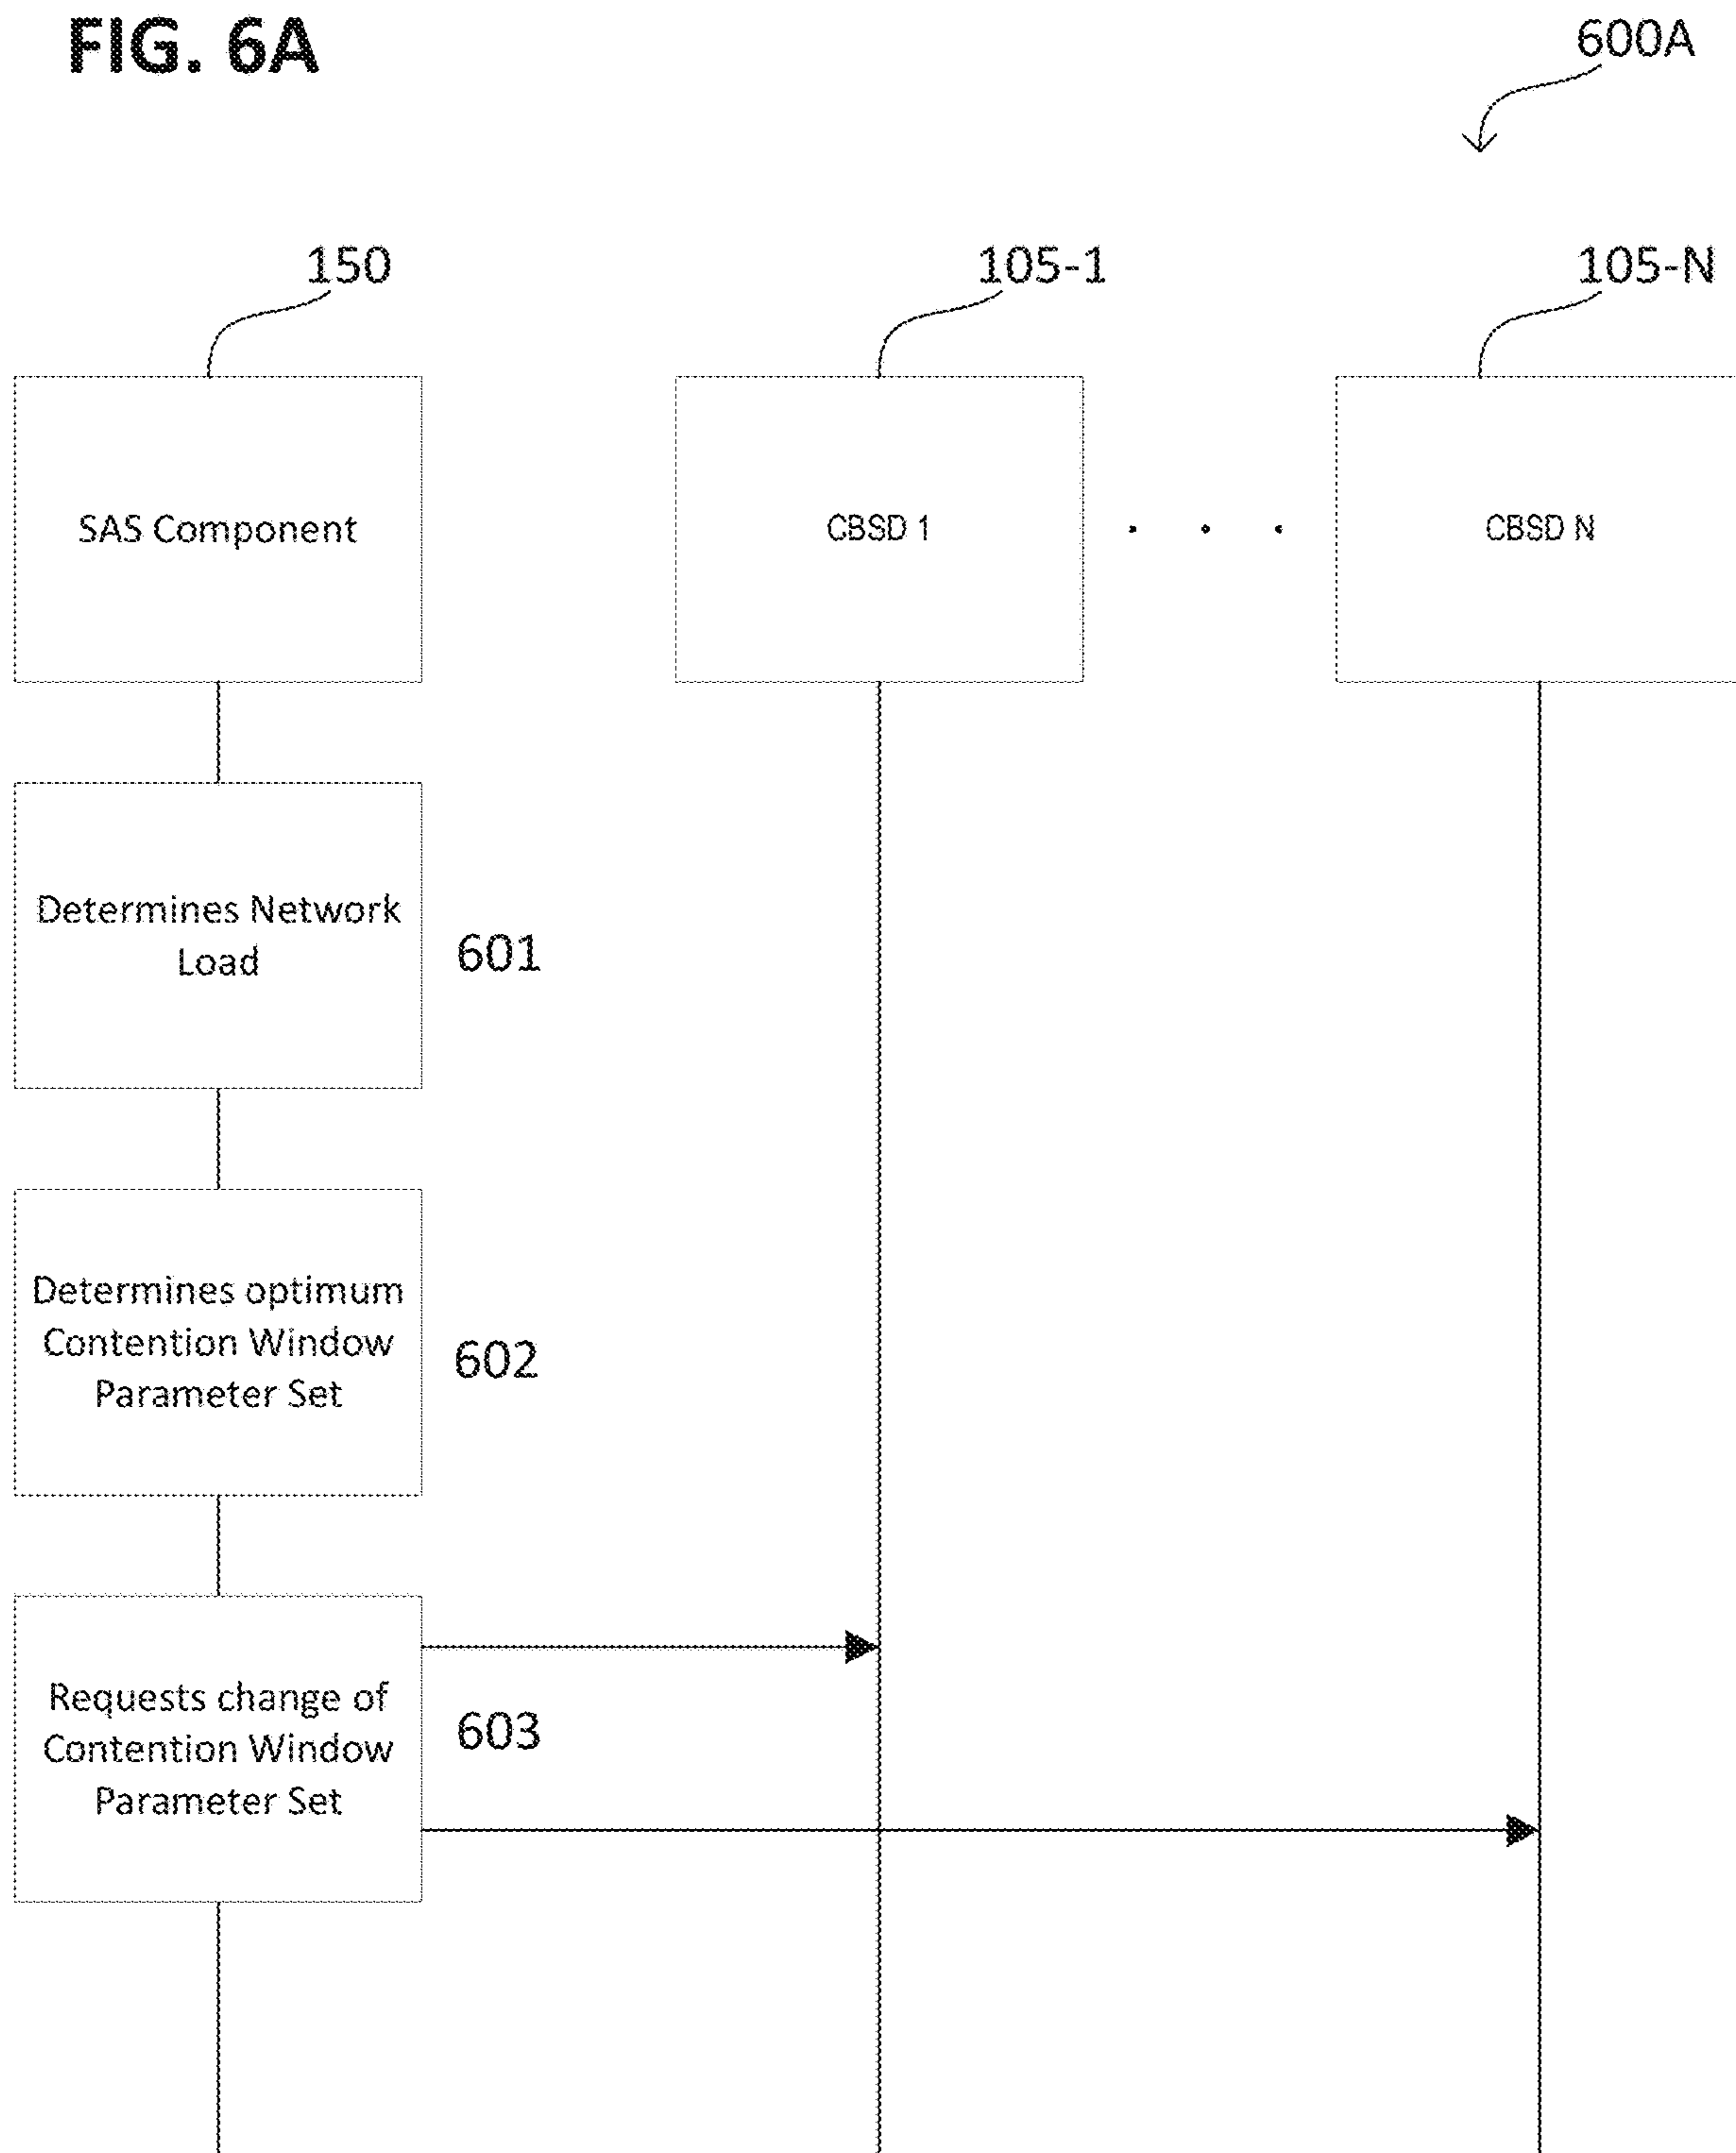 FIG. 6A
600A
150
105-1
105-N
SAS Component
CBSD 1
. . .
CBSD N
Determines Network
Load
601
Determines optimum
Contention Window
Parameter Set
602
Requests change of
Contention Window
Parameter Set
603